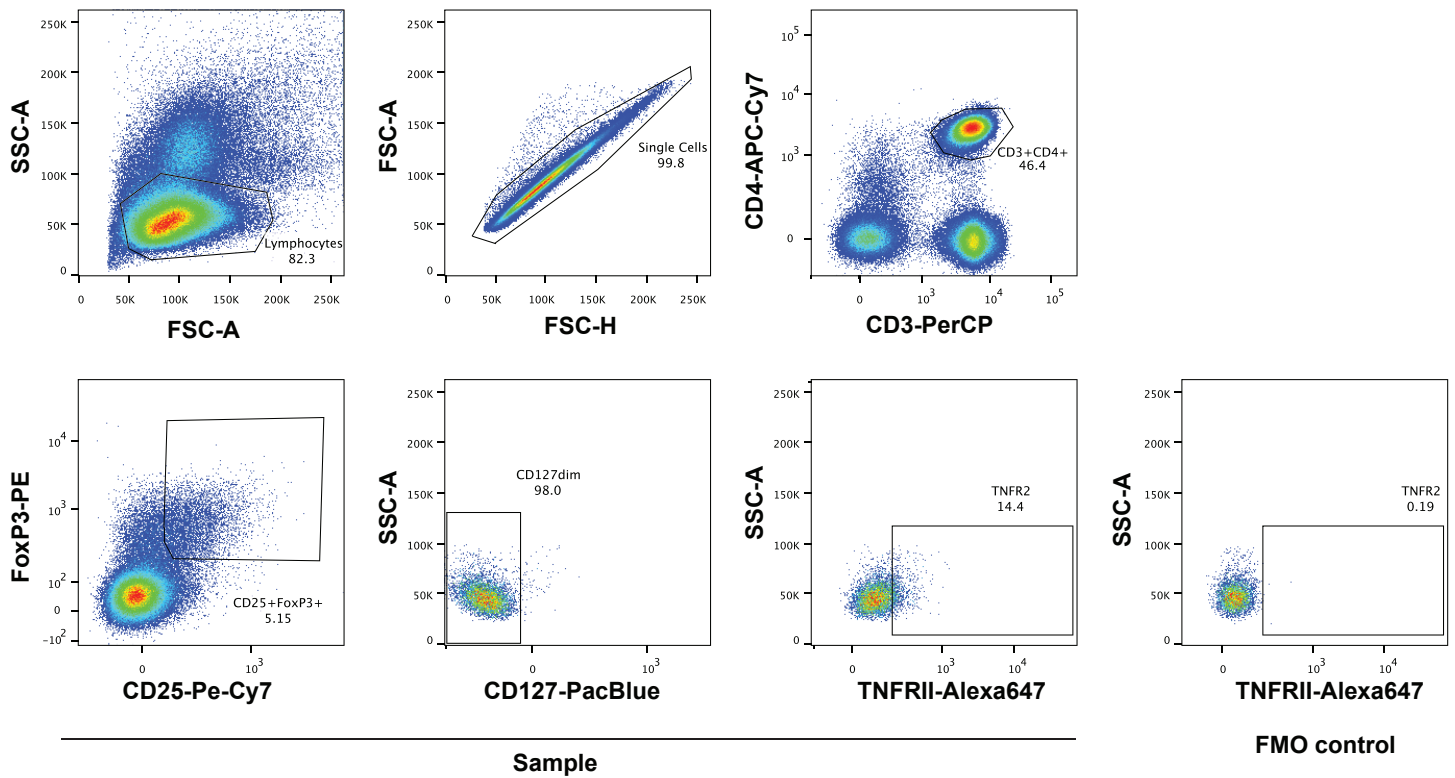 250K
200K
150K
100K
50K
0
SSC-A
Lymphocytes
82.3
0 50K 100K 150K 200K 250K
FSC-A
250K
200K
150K
100K
50K
0
FSC-A
Single Cells
99.8
0 50K 100K 150K 200K 250K
FSC-H
10^5
10^4
10^3
0
CD4-APC-Cy7
CD3+CD4+
46.4
0 10^3 10^4 10^5
CD3-PerCP
10^4
10^3
10^2
0
-10^2
FoxP3-PE
CD25+FoxP3+
5.15
0 10^3
CD25-Pe-Cy7
250K
200K
150K
100K
50K
0
SSC-A
CD127dim
98.0
0 10^3
CD127-PacBlue
250K
200K
150K
100K
50K
0
SSC-A
TNFR2
14.4
0 10^3 10^4
TNFRII-Alexa647
250K
200K
150K
100K
50K
0
SSC-A
TNFR2
0.19
0 10^3 10^4
TNFRII-Alexa647
Sample
FMO control